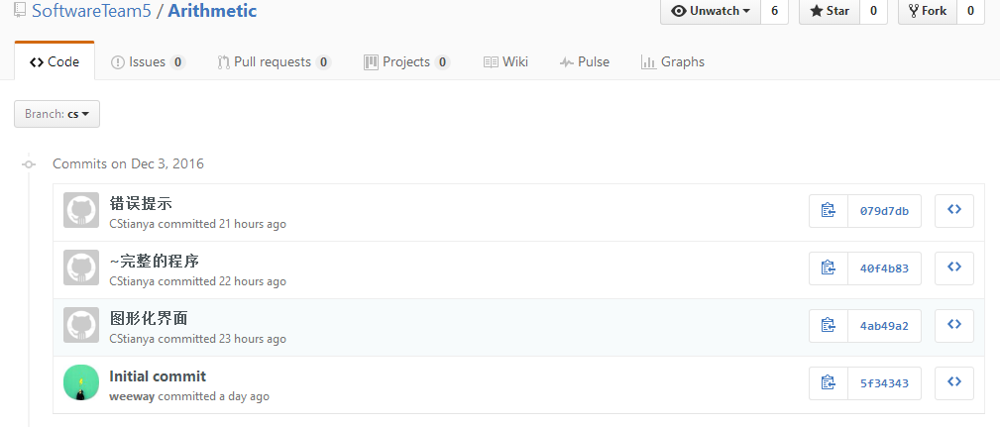 SoftwareTeam5 / Arithmetic
Unwatch 6 Star 0 Fork 0
Code Issues 0 Pull requests 0 Projects 0 Wiki Pulse Graphs
Branch: cs
Commits on Dec 3, 2016
错误提示
CStianya committed 21 hours ago
079d7db
~完整的程序
CStianya committed 22 hours ago
40f4b83
图形化界面
CStianya committed 23 hours ago
4ab49a2
Initial commit
weeway committed a day ago
5f34343